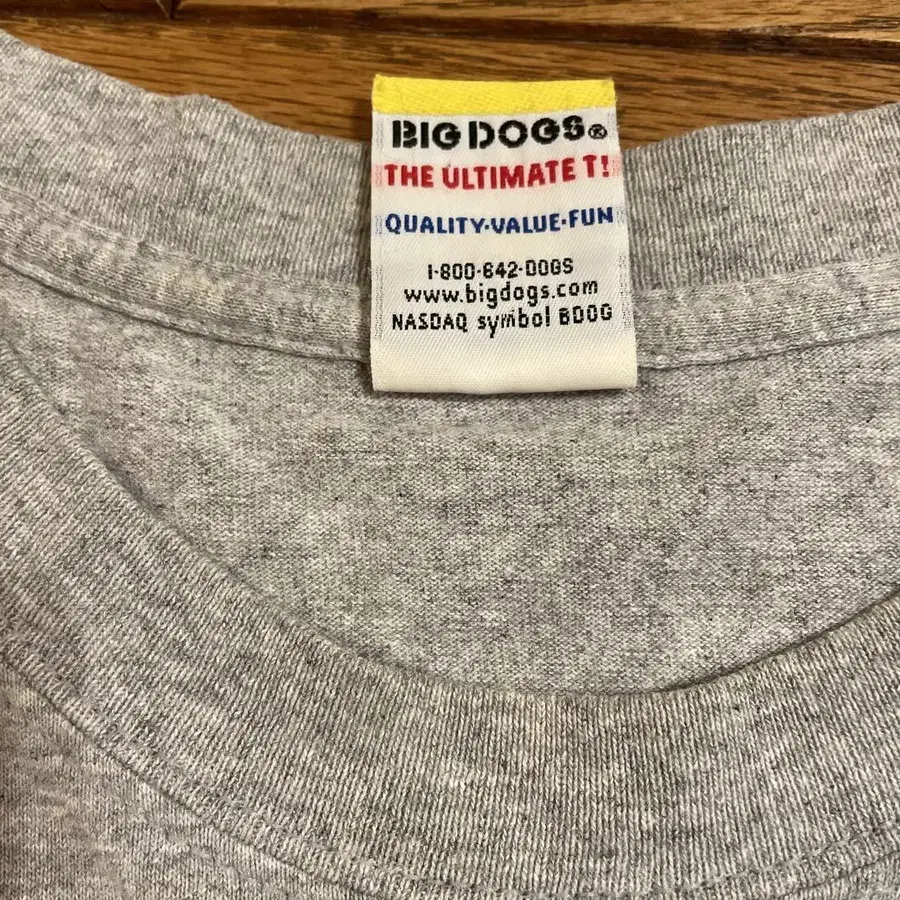 BIG DOGS®
THE ULTIMATE T!
QUALITY·VALUE·FUN
1-800-642-DOGS
www.bigdogs.com
NASDAQ symbol BDOG